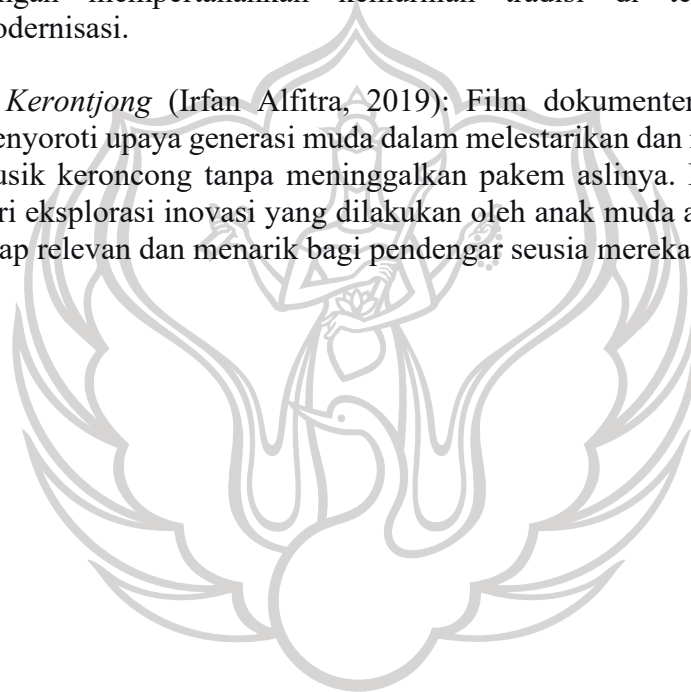 mempertahankan kemurnian tradisi di
odernisasi.
Kerontjong (Irfan Alfitra, 2019): Film dokumenter
enyoroti upaya generasi muda dalam melestarikan dan
usik keroncong tanpa meninggalkan pakem aslinya.
ri eksplorasi inovasi yang dilakukan oleh anak muda a
ap relevan dan menarik bagi pendengar seusia mereka